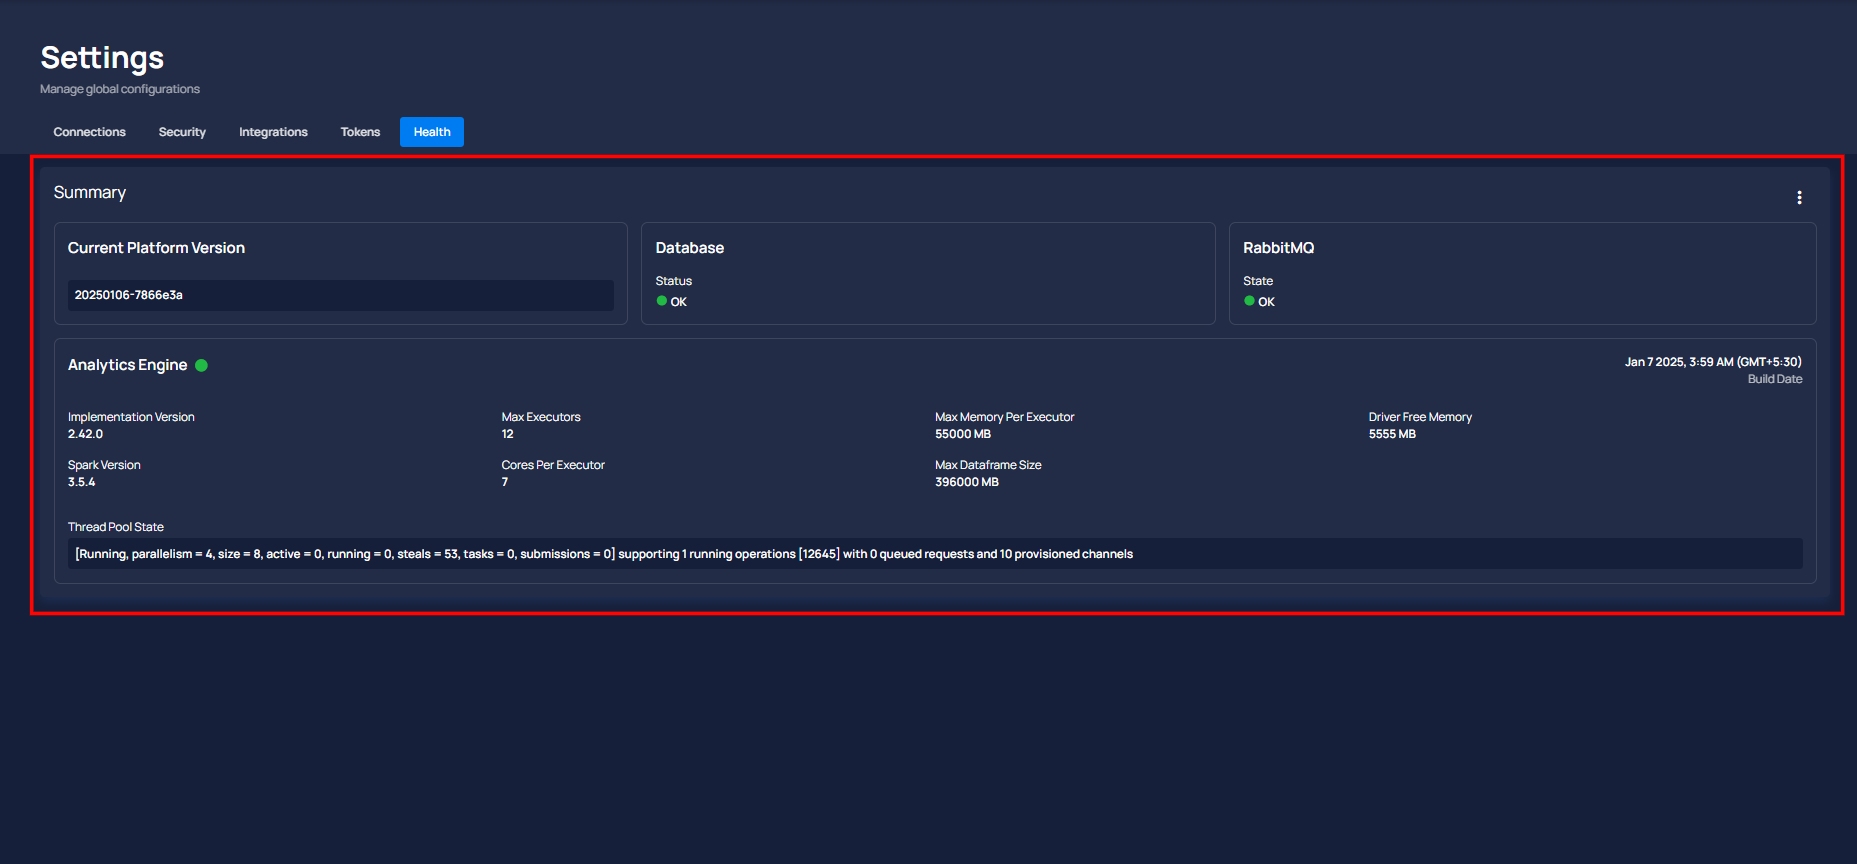 Settings
Manage global configurations
Connections Security Integrations Tokens Health
Summary
Current Platform Version
20250106-7866e3a
Database
Status
OK
RabbitMQ
State
OK
Analytics Engine
Jan 7 2025, 3:59 AM (GMT+5:30)
Build Date
Implementation Version
2.42.0
Max Executors
12
Max Memory Per Executor
55000 MB
Driver Free Memory
5555 MB
Spark Version
3.5.4
Cores Per Executor
7
Max Dataframe Size
396000 MB
Thread Pool State
[Running, parallelism = 4, size = 8, active = 0, running = 0, steals = 53, tasks = 0, submissions = 0] supporting 1 running operations [12645] with 0 queued requests and 10 provisioned channels